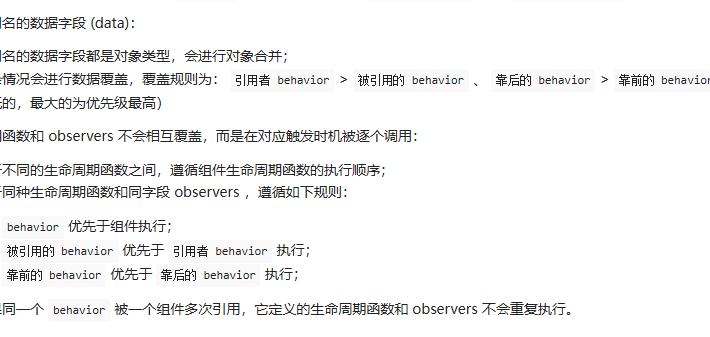 名的数据字段 (data)：
名的数据字段都是对象类型，会进行对象合并；
情况会进行数据覆盖，覆盖规则为： 引用者 behavior > 被引用的 behavior 、 靠后的 behavior > 靠前的 behavior
的，最大的为优先级最高）
函数和 observers 不会相互覆盖，而是在对应触发时机被逐个调用：
不同的生命周期函数之间，遵循组件生命周期函数的执行顺序；
同种生命周期函数和同字段 observers ，遵循如下规则：
behavior 优先于组件执行；
被引用的 behavior 优先于 引用者 behavior 执行；
靠前的 behavior 优先于 靠后的 behavior 执行；
同一个 behavior 被一个组件多次引用，它定义的生命周期函数和 observers 不会重复执行。